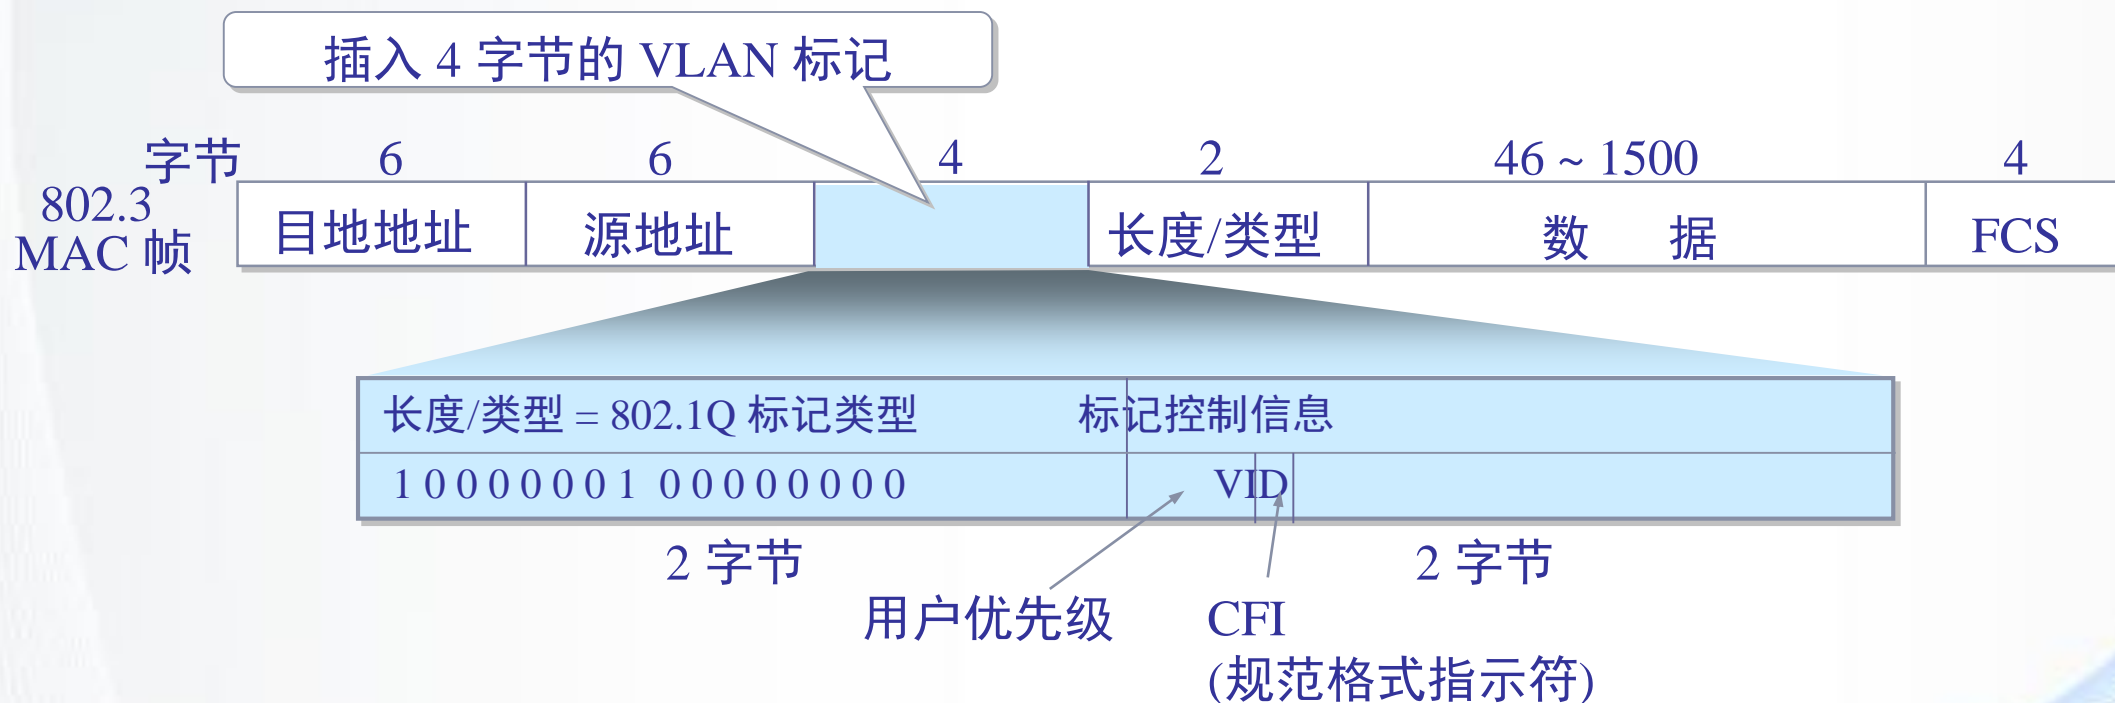 插入 4 字节的 VLAN 标记
字节 6 6 4 2 46 ~ 1500 4
802.3
MAC 帧
目地地址 源地址 长度/类型 数 据 FCS
长度/类型 = 802.1Q 标记类型 标记控制信息
1 0 0 0 0 0 0 1 0 0 0 0 0 0 0 0 VID
2 字节 2 字节
用户优先级 CFI
(规范格式指示符)